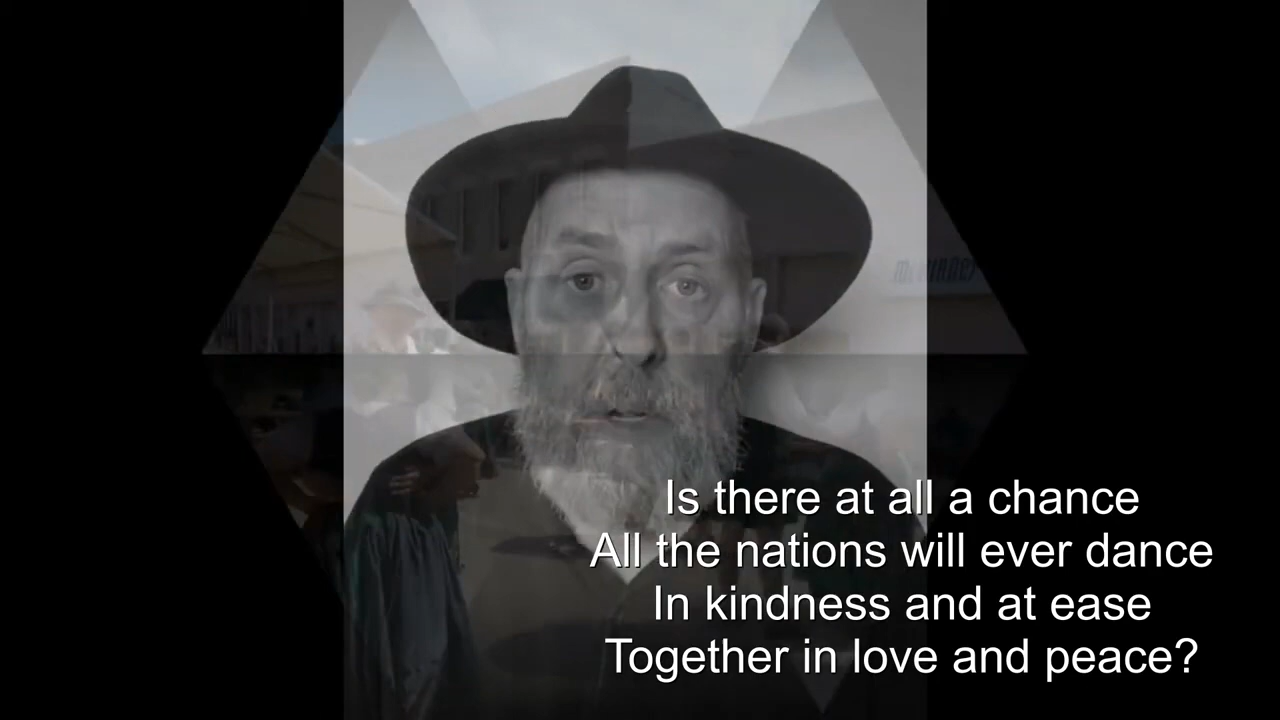 Is there at all a chance
All the nations will ever dance
In kindness and at ease
Together in love and peace?